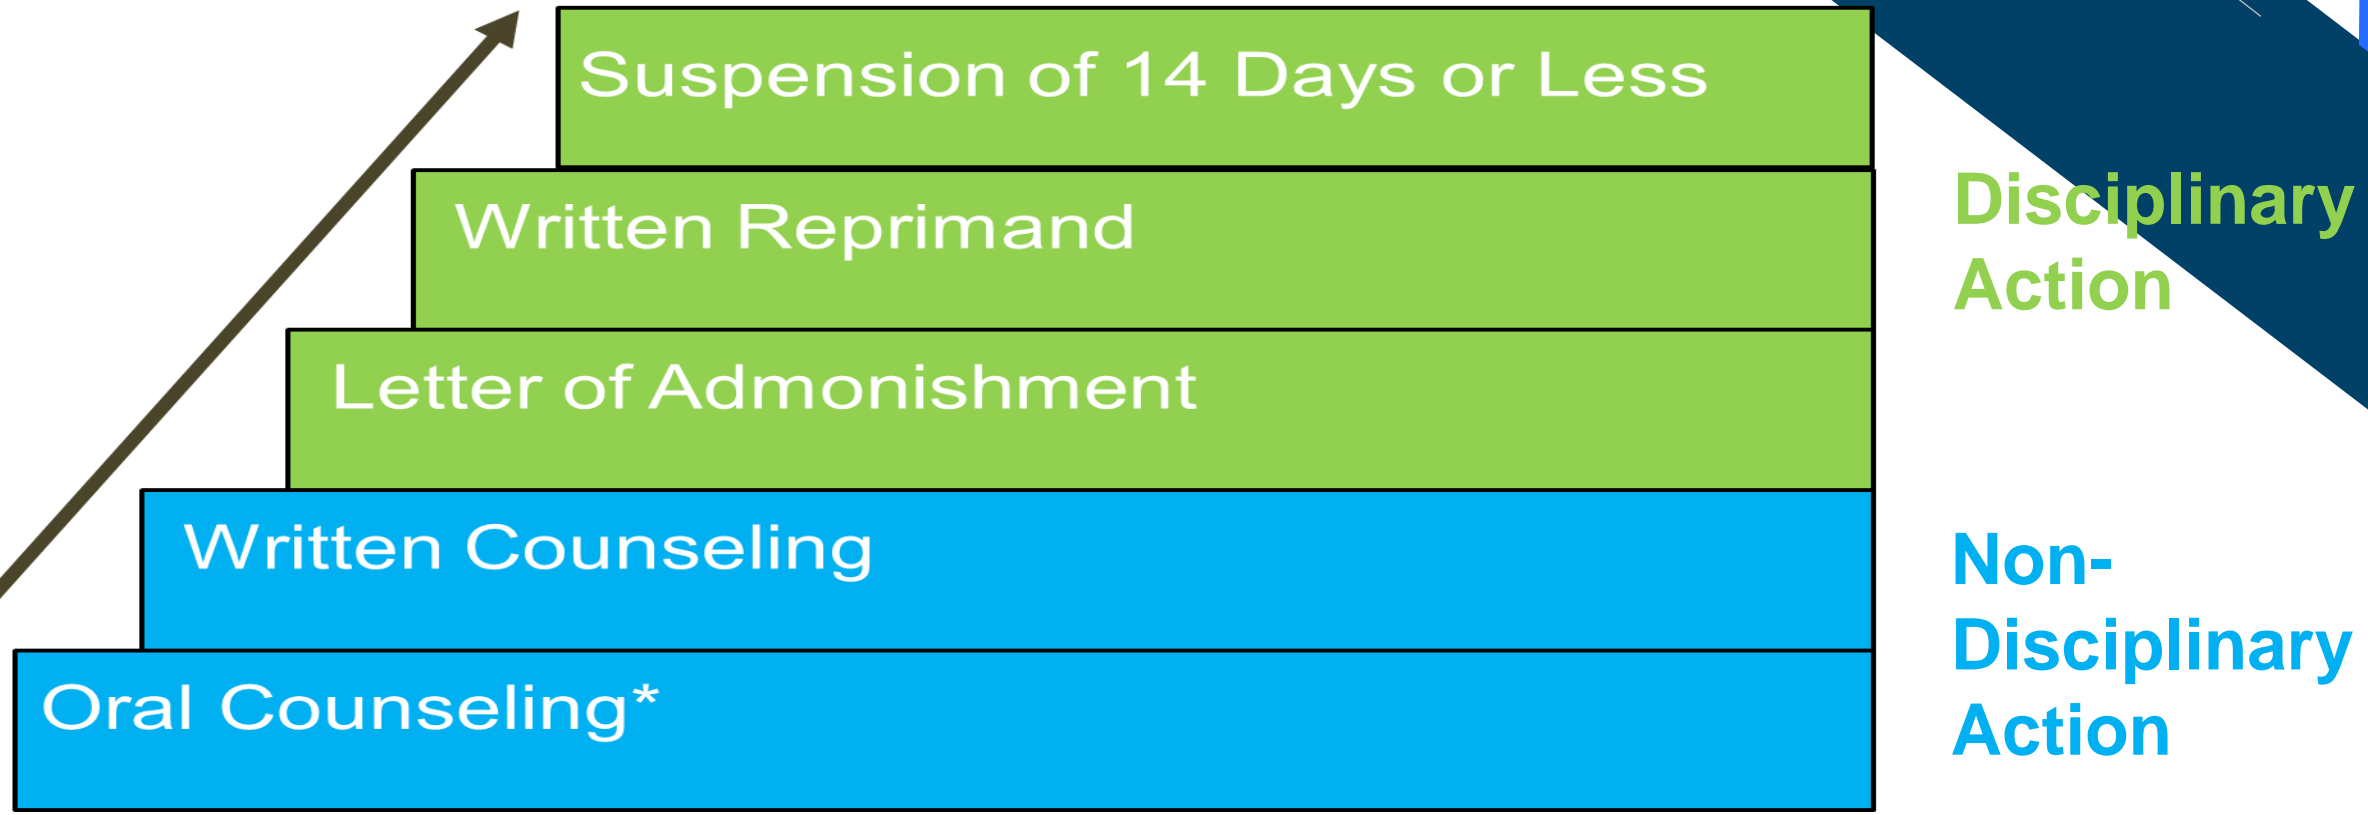 Suspension of 14 Days or Less
Written Reprimand
Letter of Admonishment
Written Counseling
Oral Counseling*
Disciplinary
Action
Non-
Disciplinary
Action